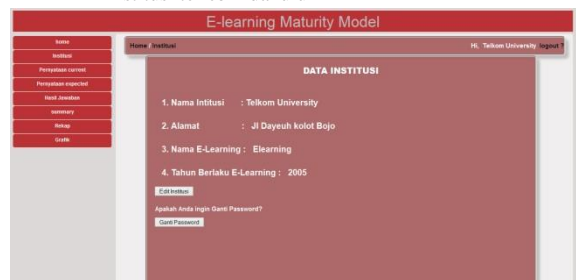 E-learning Maturity Model
home
Institusi
Pernyataan current
Pernyataan expected
Hasil Jawaban
summary
Rekap
Grafik
Home / Institusi
Hi, Telkom University logout ?
DATA INSTITUSI
1. Nama Intitusi : Telkom University
2. Alamat : Jl Dayeuh kolot Bojo
3. Nama E-Learning : Elearning
4. Tahun Berlaku E-Learning : 2005
Edit Institusi
Apakah Anda Ingin Ganti Password?
Ganti Password